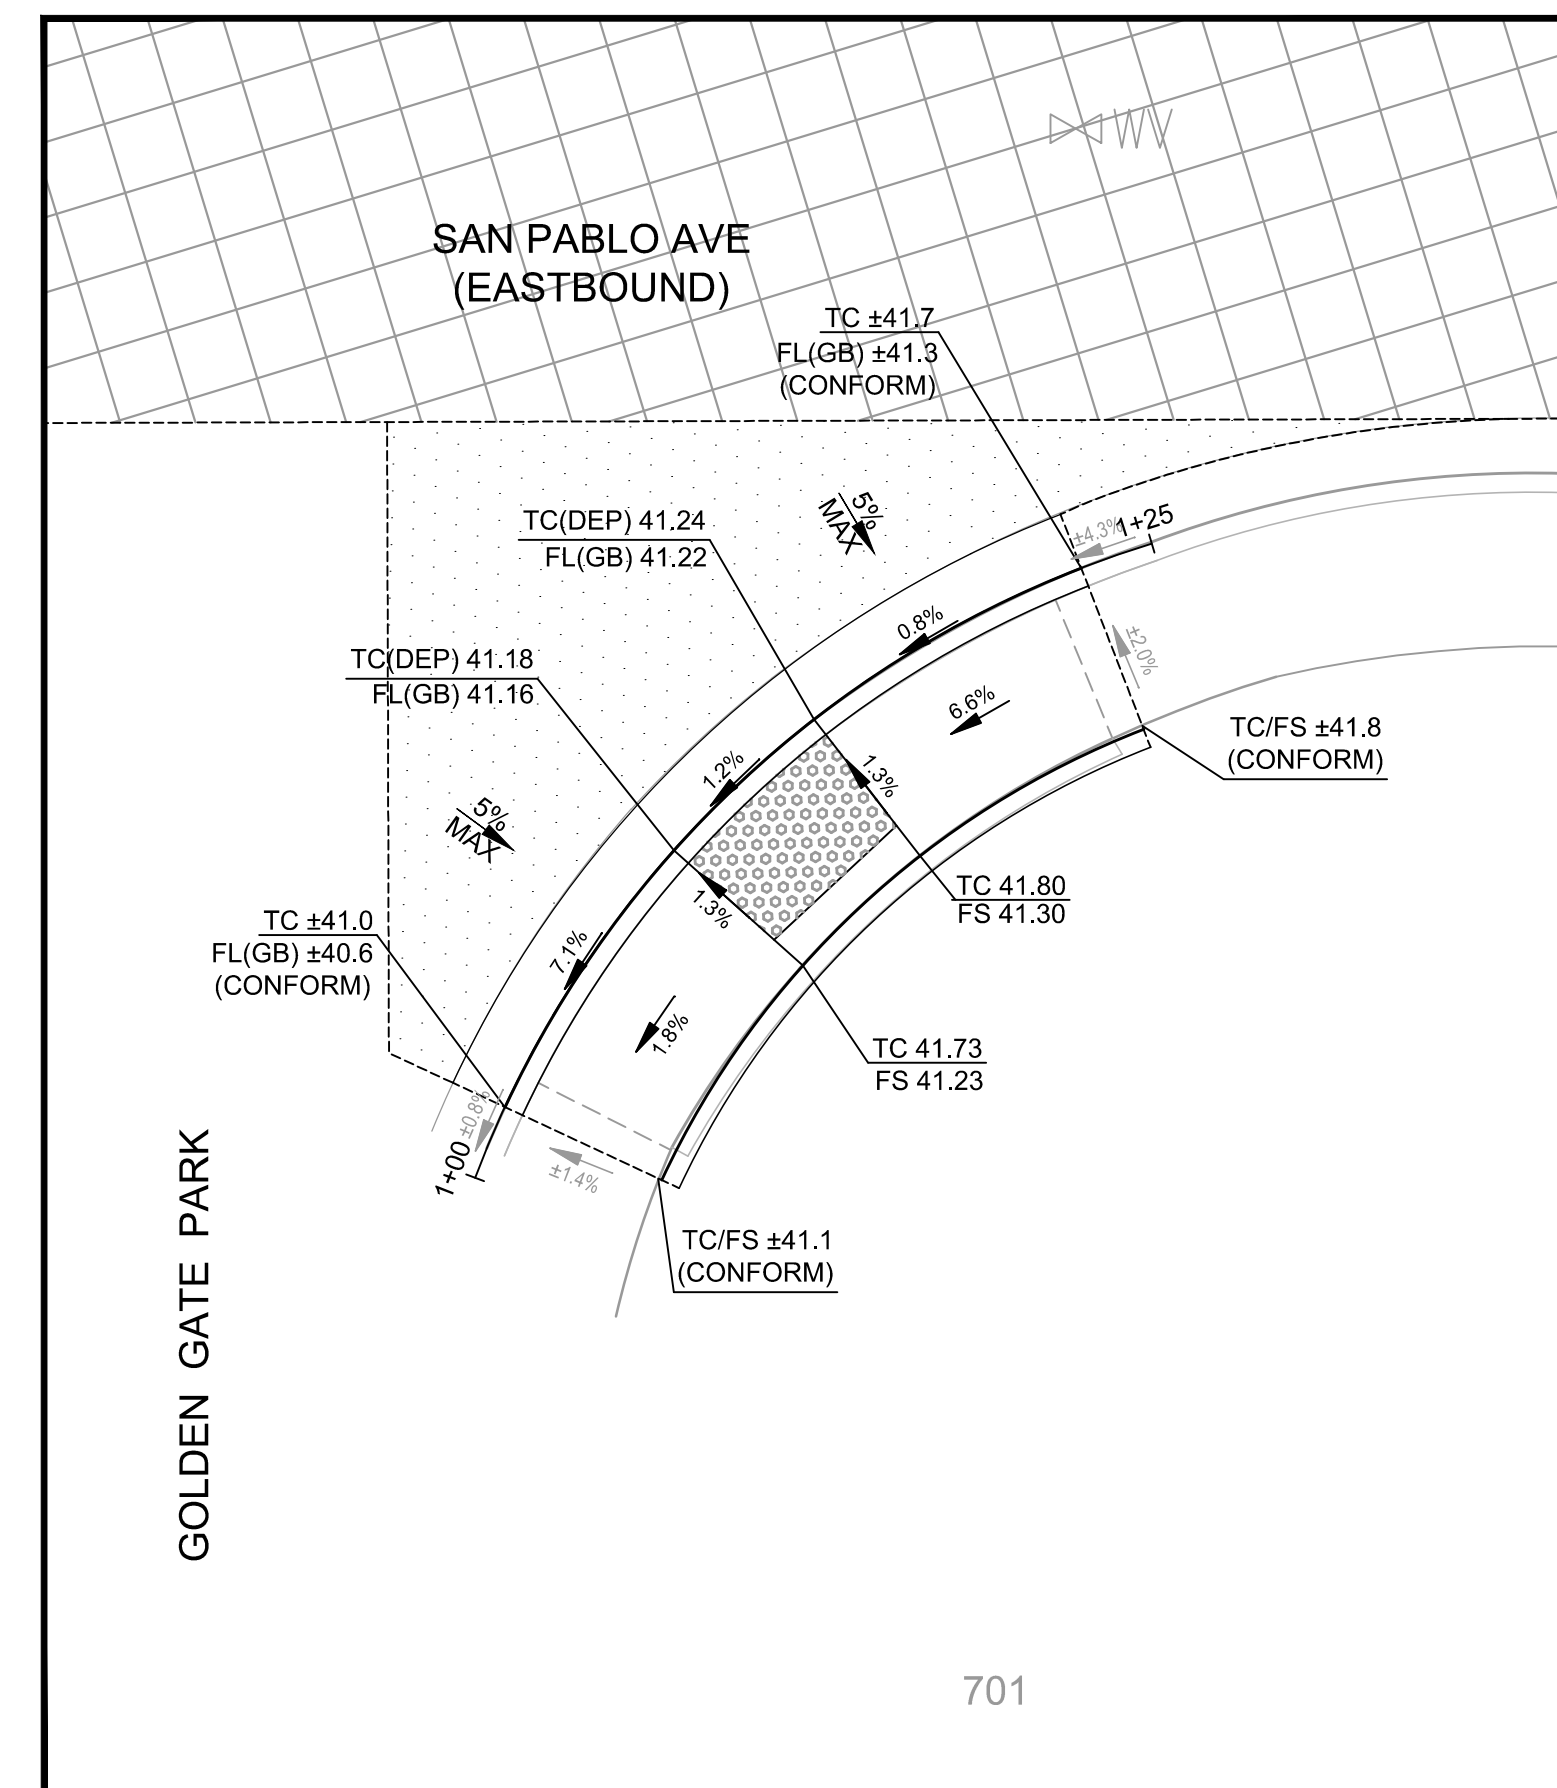 WV
SAN PABLO AVE
(EASTBOUND)
TC ±41.7
FL(GB) ±41.3
(CONFORM)
TC(DEP) 41.24
FL(GB) 41.22
5%
MAX
±4.3%
1+25
0.8%
±2.0%
TC(DEP) 41.18
FL(GB) 41.16
6.6%
TC/FS ±41.8
(CONFORM)
1.2%
1.3%
5%
MAX
TC 41.80
FS 41.30
1.3%
TC ±41.0
FL(GB) ±40.6
(CONFORM)
7.1%
1.8%
TC 41.73
FS 41.23
±0.8%
1+00
±1.4%
TC/FS ±41.1
(CONFORM)
GOLDEN GATE PARK
701